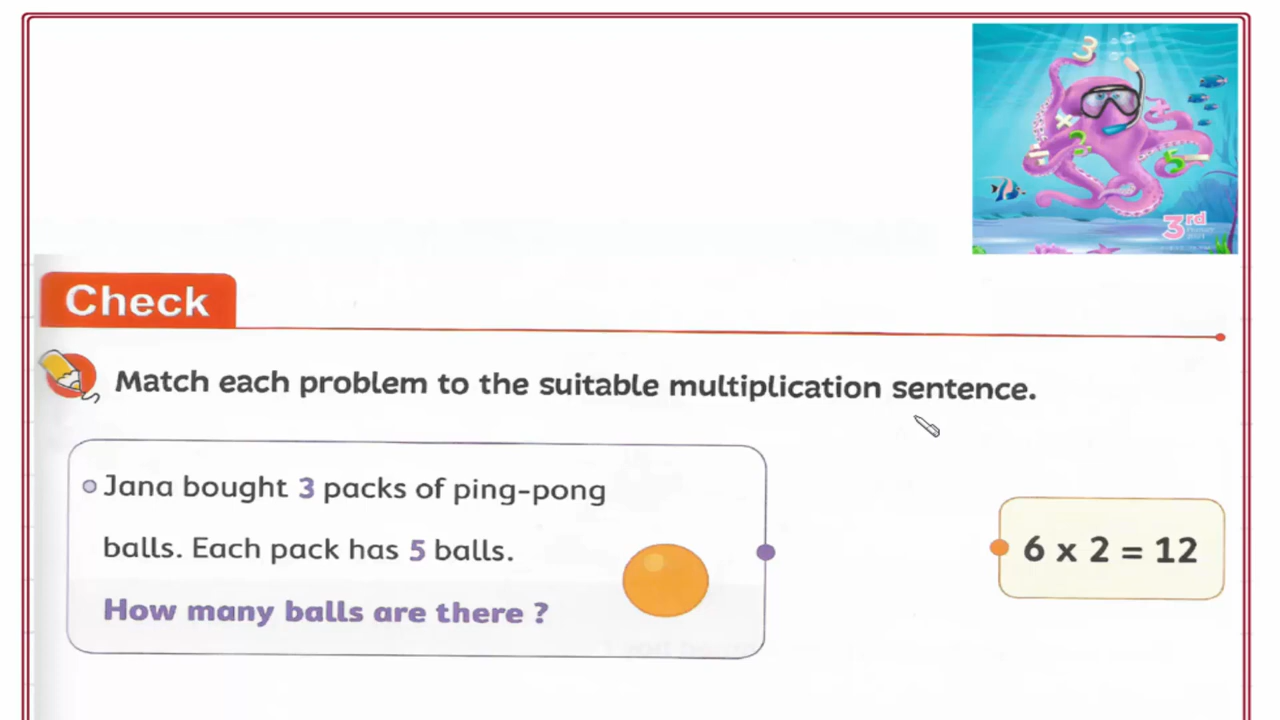 3rd
Check
Match each problem to the suitable multiplication sentence.
Jana bought 3 packs of ping-pong
balls. Each pack has 5 balls.
How many balls are there ?
6 x 2 = 12